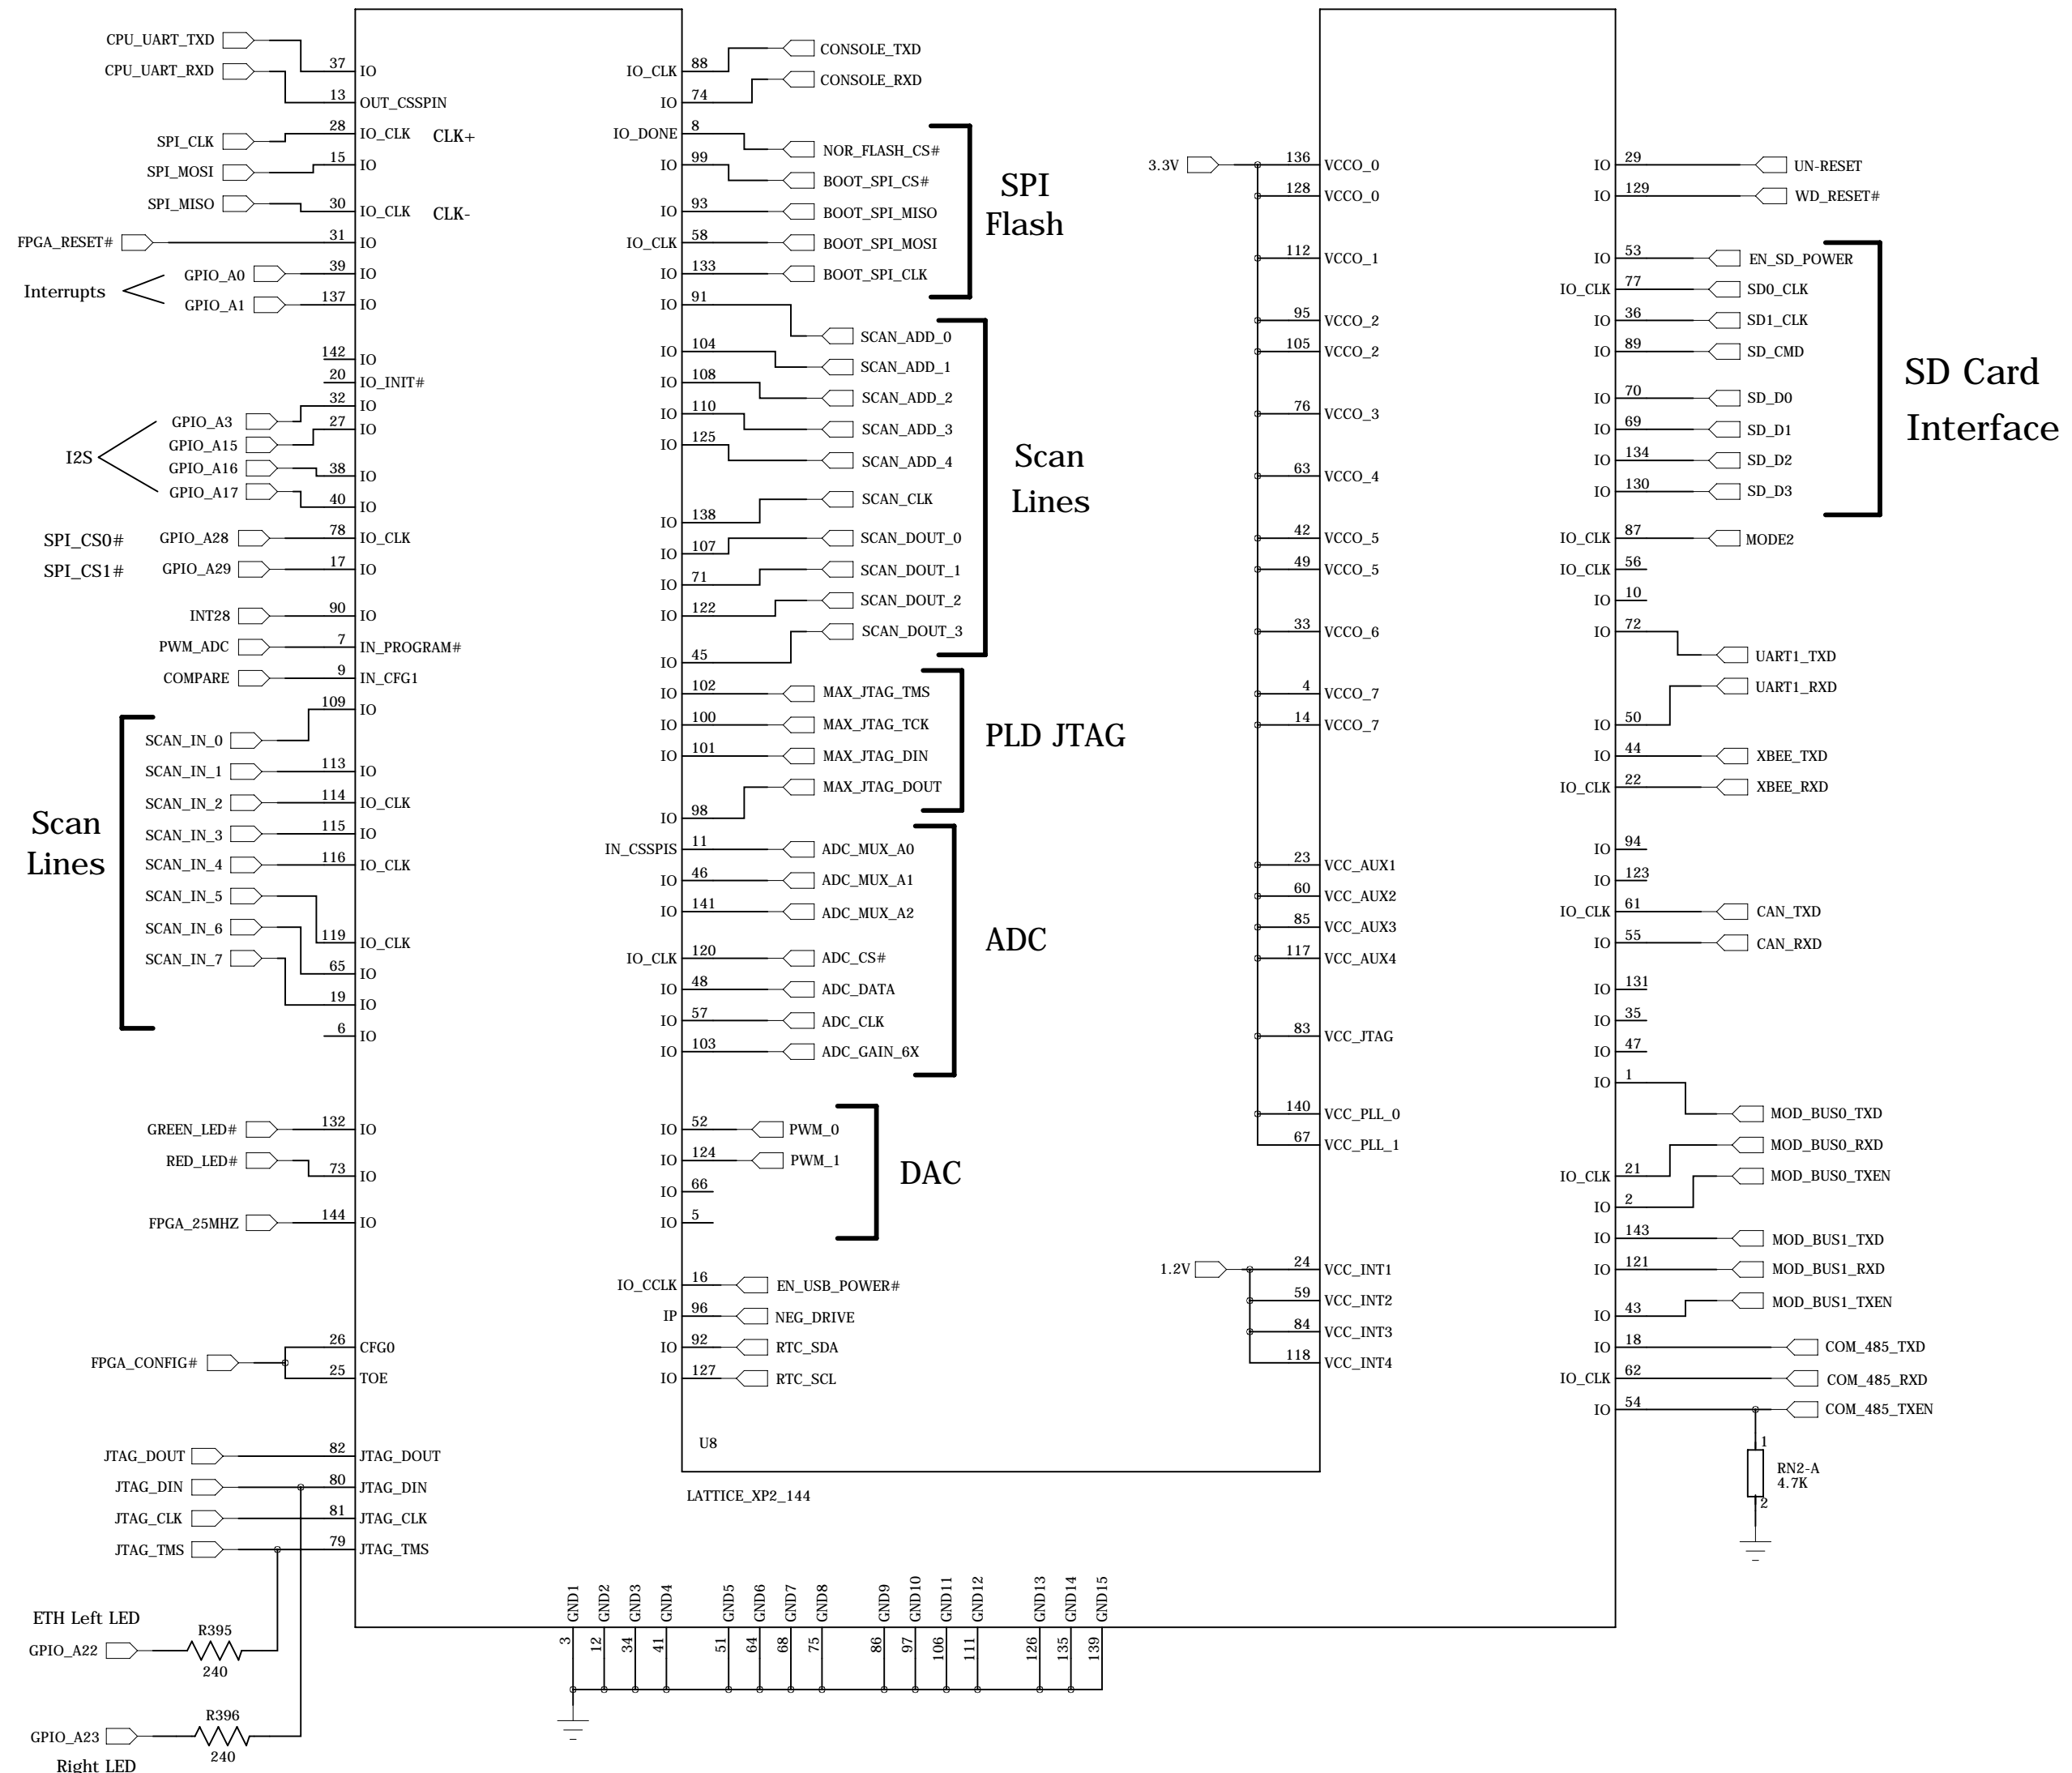 CPU_UART_TXD
37 IO
CPU_UART_RXD
13 OUT_CSSPIN
SPI_CLK 28 IO_CLK CLK+
SPI_MOSI 15 IO
SPI_MISO 30 IO_CLK CLK-
FPGA_RESET# 31 IO
Interrupts
GPIO_A0 39 IO
GPIO_A1 137 IO
142 IO
20 IO_INIT#
I2S
GPIO_A3 32 IO
GPIO_A15 27 IO
GPIO_A16 38 IO
GPIO_A17 40 IO
SPI_CS0# GPIO_A28 78 IO_CLK
SPI_CS1# GPIO_A29 17 IO
INT28 90 IO
PWM_ADC 7 IN_PROGRAM#
COMPARE 9 IN_CFG1
Scan
Lines
SCAN_IN_0 109 IO
SCAN_IN_1 113 IO
SCAN_IN_2 114 IO_CLK
SCAN_IN_3 115 IO
SCAN_IN_4 116 IO_CLK
SCAN_IN_5 119 IO_CLK
SCAN_IN_6 65 IO
SCAN_IN_7 19 IO
6 IO
GREEN_LED# 132 IO
RED_LED# 73 IO
FPGA_25MHZ 144 IO
FPGA_CONFIG#
26 CFG0
25 TOE
JTAG_DOUT 82 JTAG_DOUT
JTAG_DIN 80 JTAG_DIN
JTAG_CLK 81 JTAG_CLK
JTAG_TMS 79 JTAG_TMS
ETH Left LED
GPIO_A22 R395
240
GPIO_A23 R396
240
Right LED
IO_CLK 88 CONSOLE_TXD
IO 74 CONSOLE_RXD
IO_DONE 8 NOR_FLASH_CS#
IO 99 BOOT_SPI_CS#
IO 93 BOOT_SPI_MISO
IO_CLK 58 BOOT_SPI_MOSI
IO 133 BOOT_SPI_CLK
SPI
Flash
IO 91 SCAN_ADD_0
IO 104 SCAN_ADD_1
IO 108 SCAN_ADD_2
IO 110 SCAN_ADD_3
IO 125 SCAN_ADD_4
IO 138 SCAN_CLK
IO 107 SCAN_DOUT_0
IO 71 SCAN_DOUT_1
IO 122 SCAN_DOUT_2
IO 45 SCAN_DOUT_3
Scan
Lines
IO 102 MAX_JTAG_TMS
IO 100 MAX_JTAG_TCK
IO 101 MAX_JTAG_DIN
IO 98 MAX_JTAG_DOUT
PLD JTAG
IN_CSSPIS 11 ADC_MUX_A0
IO 46 ADC_MUX_A1
IO 141 ADC_MUX_A2
IO_CLK 120 ADC_CS#
IO 48 ADC_DATA
IO 57 ADC_CLK
IO 103 ADC_GAIN_6X
ADC
IO 52 PWM_0
IO 124 PWM_1
IO 66
IO 5
DAC
IO_CCLK 16 EN_USB_POWER#
IP 96 NEG_DRIVE
IO 92 RTC_SDA
IO 127 RTC_SCL
U8
LATTICE_XP2_144
3 GND1
12 GND2
34 GND3
41 GND4
51 GND5
64 GND6
68 GND7
75 GND8
86 GND9
97 GND10
106 GND11
111 GND12
126 GND13
135 GND14
139 GND15
3.3V 136 VCCO_0
128 VCCO_0
112 VCCO_1
95 VCCO_2
105 VCCO_2
76 VCCO_3
63 VCCO_4
42 VCCO_5
49 VCCO_5
33 VCCO_6
4 VCCO_7
14 VCCO_7
23 VCC_AUX1
60 VCC_AUX2
85 VCC_AUX3
117 VCC_AUX4
83 VCC_JTAG
140 VCC_PLL_0
67 VCC_PLL_1
1.2V 24 VCC_INT1
59 VCC_INT2
84 VCC_INT3
118 VCC_INT4
IO 29 UN-RESET
IO 129 WD_RESET#
IO 53 EN_SD_POWER
IO_CLK 77 SD0_CLK
IO 36 SD1_CLK
IO 89 SD_CMD
IO 70 SD_D0
IO 69 SD_D1
IO 134 SD_D2
IO 130 SD_D3
SD Card
Interface
IO_CLK 87 MODE2
IO_CLK 56
IO 10
IO 72 UART1_TXD
IO 50 UART1_RXD
IO 44 XBEE_TXD
IO_CLK 22 XBEE_RXD
IO 94
IO 123
IO_CLK 61 CAN_TXD
IO 55 CAN_RXD
IO 131
IO 35
IO 47
IO 1 MOD_BUS0_TXD
IO_CLK 21 MOD_BUS0_RXD
IO 2 MOD_BUS0_TXEN
IO 143 MOD_BUS1_TXD
IO 121 MOD_BUS1_RXD
IO 43 MOD_BUS1_TXEN
IO 18 COM_485_TXD
IO_CLK 62 COM_485_RXD
IO 54 COM_485_TXEN
1
RN2-A
4.7K
2